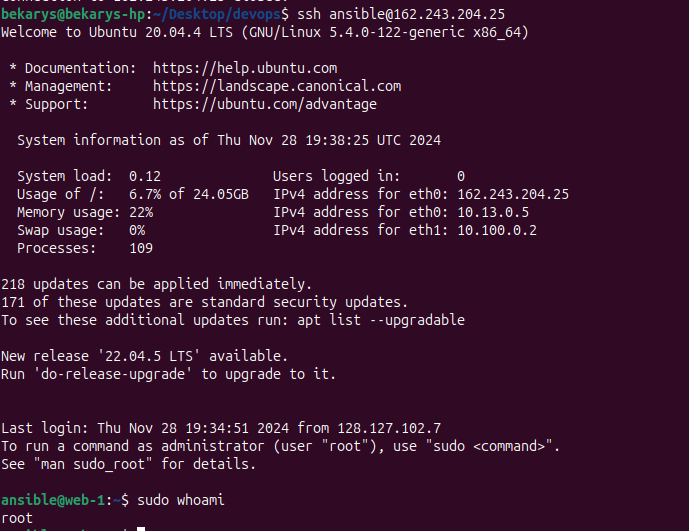 bekarys@bekarys-hp:~/Desktop/devops$ ssh ansible@162.243.204.25
Welcome to Ubuntu 20.04.4 LTS (GNU/Linux 5.4.0-122-generic x86_64)
* Documentation:  https://help.ubuntu.com
* Management:     https://landscape.canonical.com
* Support:        https://ubuntu.com/advantage
System information as of Thu Nov 28 19:38:25 UTC 2024
System load:  0.12               Users logged in:       0
Usage of /:   6.7% of 24.05GB   IPv4 address for eth0: 162.243.204.25
Memory usage: 22%                IPv4 address for eth0: 10.13.0.5
Swap usage:   0%                 IPv4 address for eth1: 10.100.0.2
Processes:    109
218 updates can be applied immediately.
171 of these updates are standard security updates.
To see these additional updates run: apt list --upgradable
New release '22.04.5 LTS' available.
Run 'do-release-upgrade' to upgrade to it.
Last login: Thu Nov 28 19:34:51 2024 from 128.127.102.7
To run a command as administrator (user "root"), use "sudo <command>".
See "man sudo_root" for details.
ansible@web-1:~$ sudo whoami
root